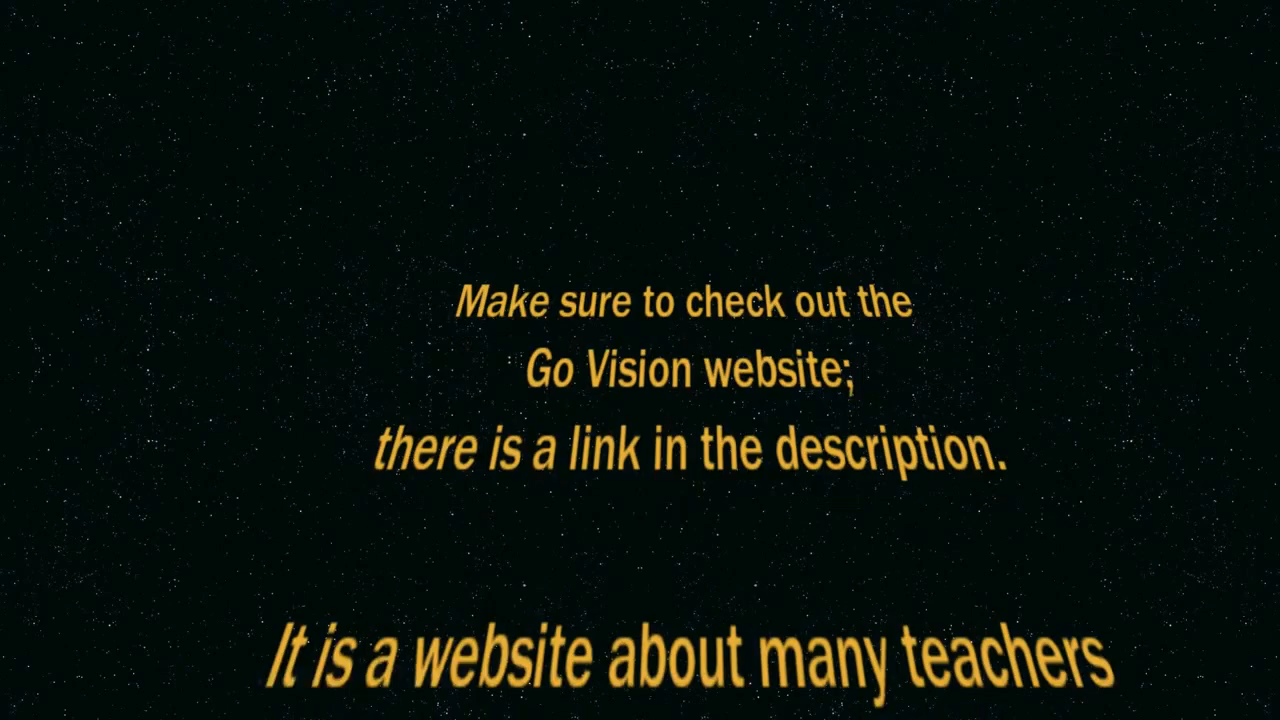 Make sure to check out the
Go Vision website;
there is a link in the description.
It is a website about many teachers